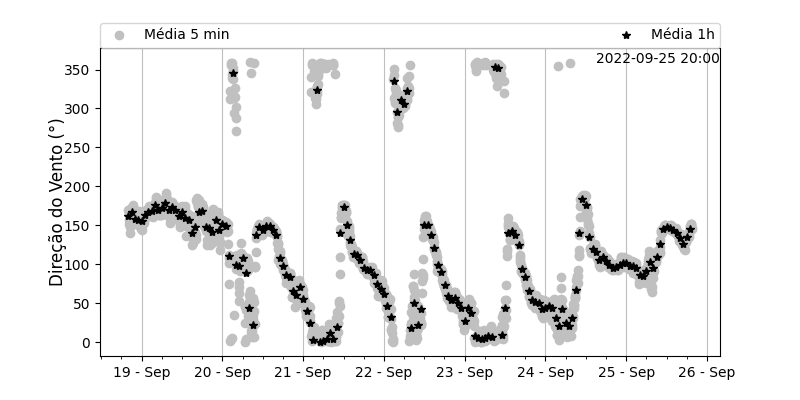 Média 5 min
Média 1h
2022-09-25 20:00
Direção do Vento (°)
350
300
250
200
150
100
50
0
19 - Sep
20 - Sep
21 - Sep
22 - Sep
23 - Sep
24 - Sep
25 - Sep
26 - Sep